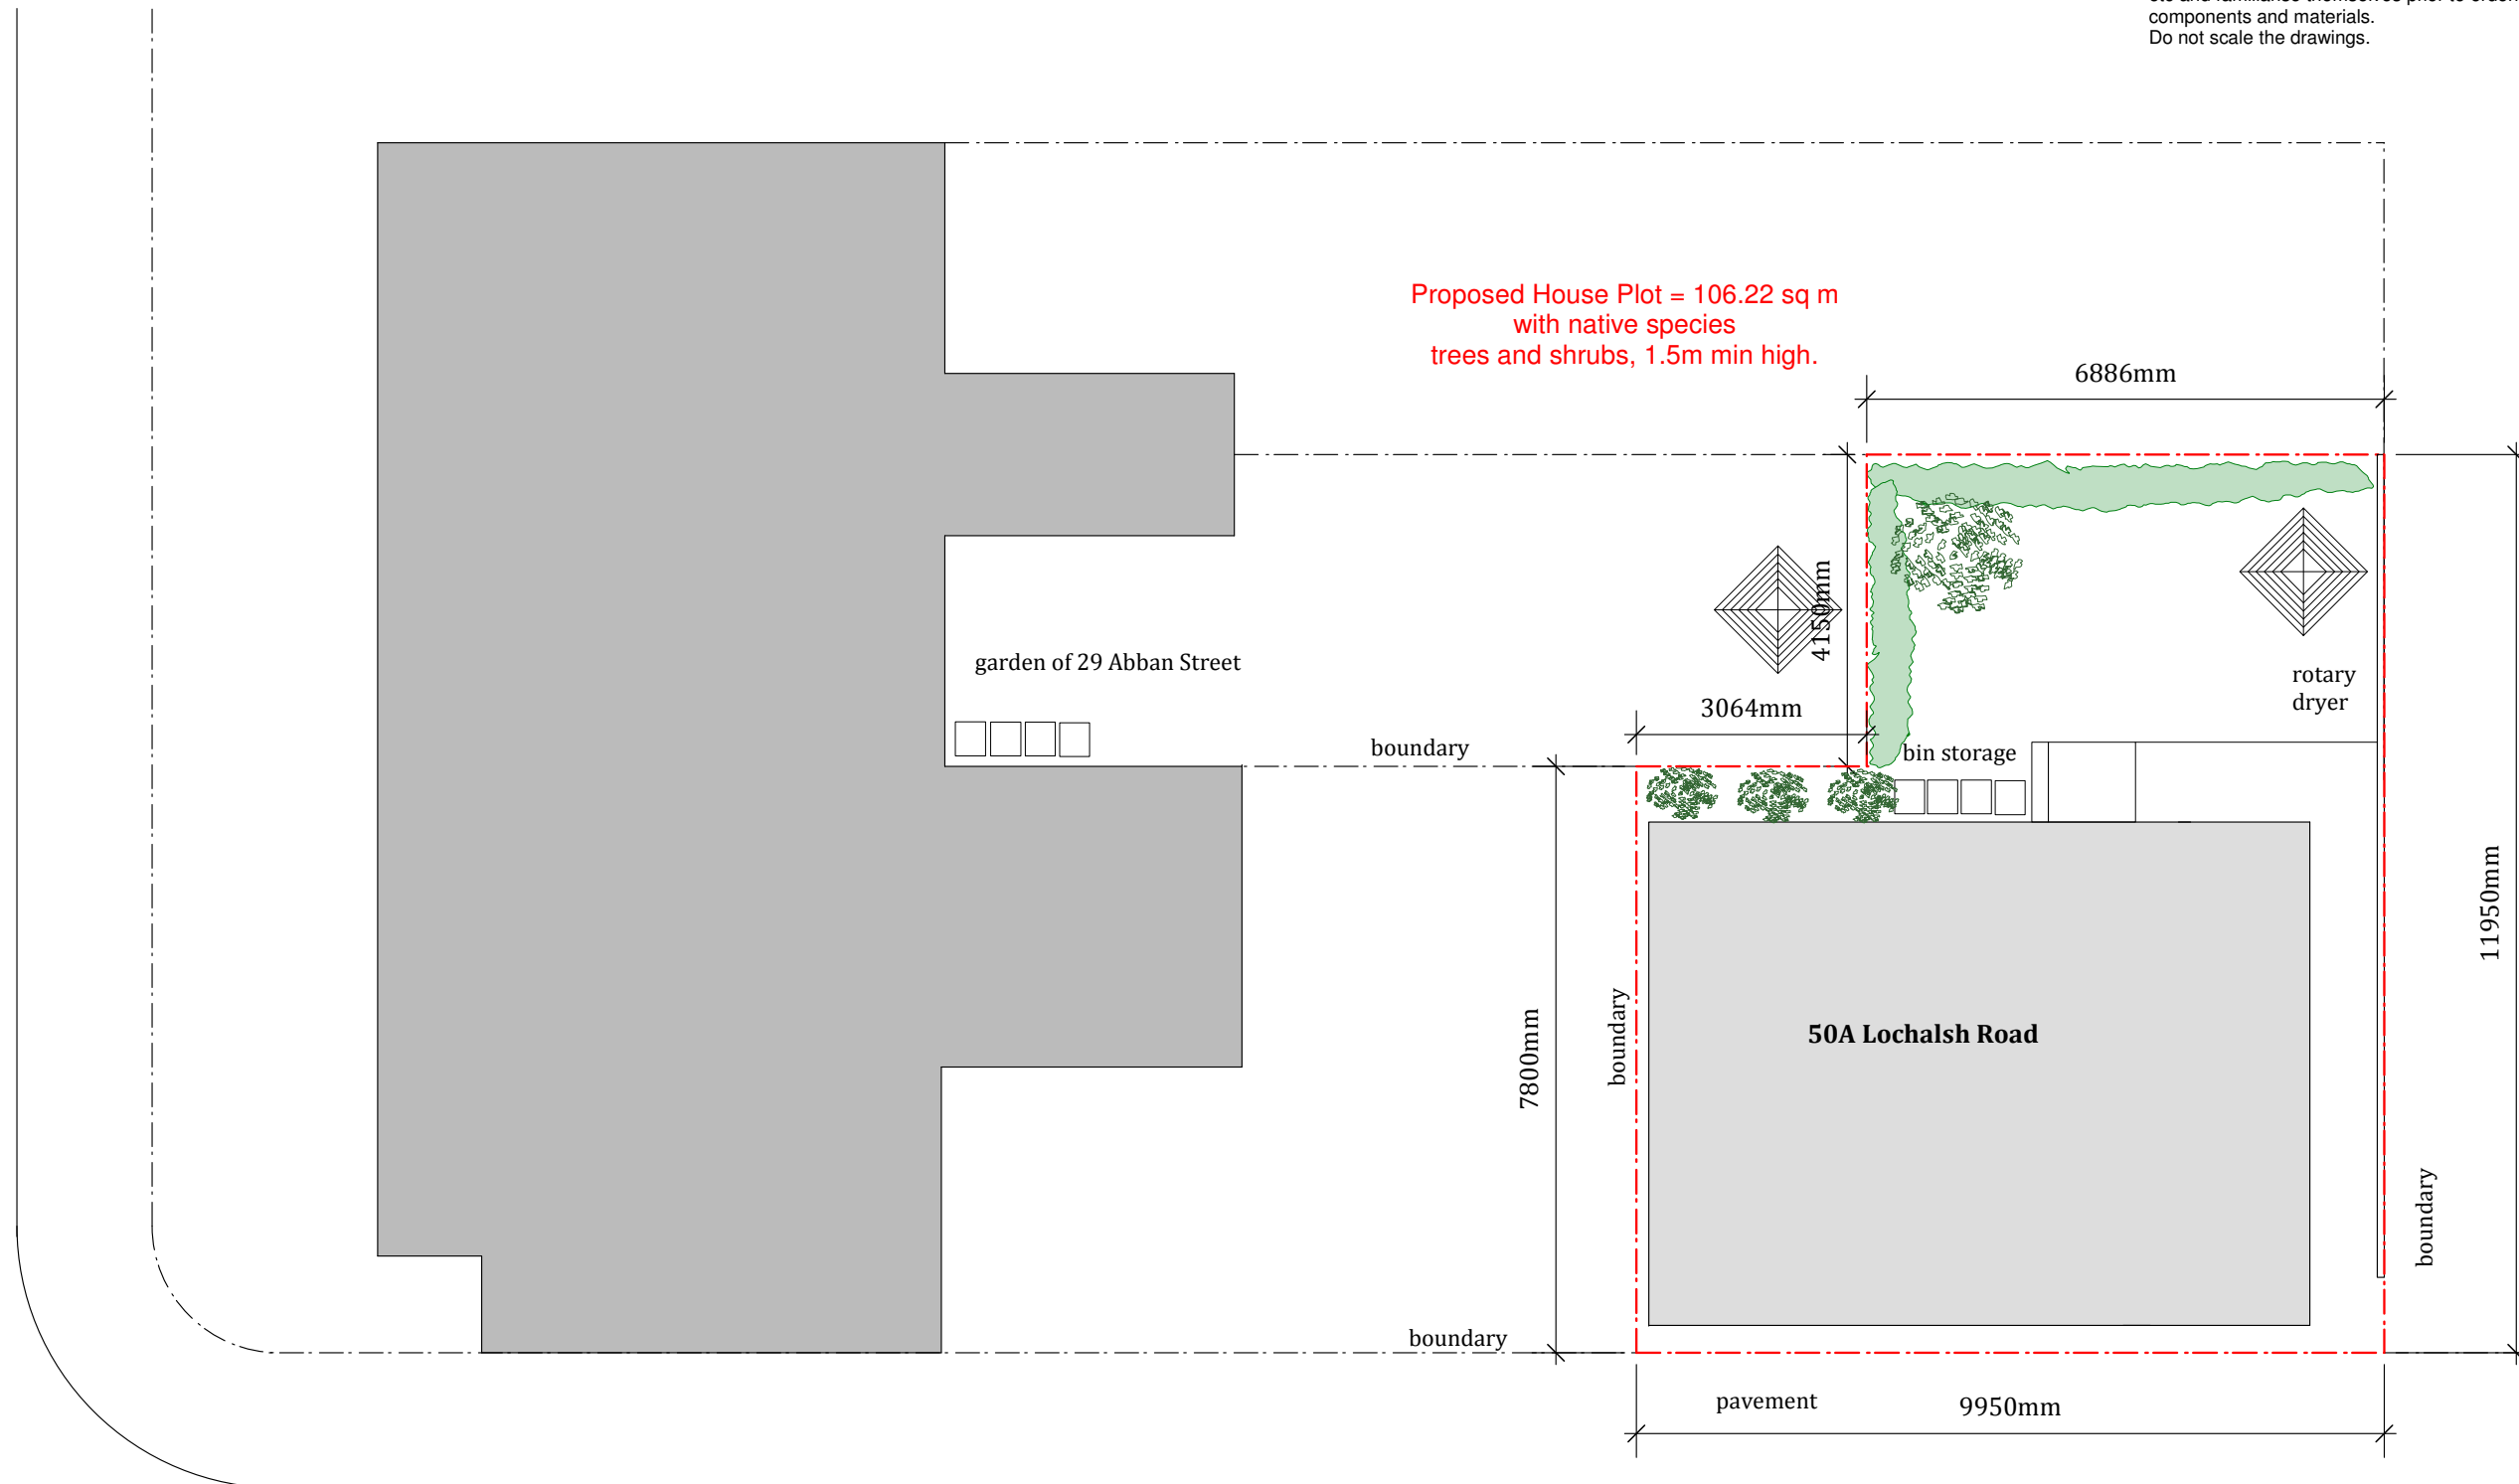 components and materials.
Do not scale the drawings.
Proposed House Plot = 106.22 sq m
with native species
trees and shrubs, 1.5m min high.
6886mm
4150mm
garden of 29 Abban Street
rotary
dryer
3064mm
boundary
bin storage
11950mm
7800mm
boundary
50A Lochalsh Road
boundary
boundary
pavement
9950mm